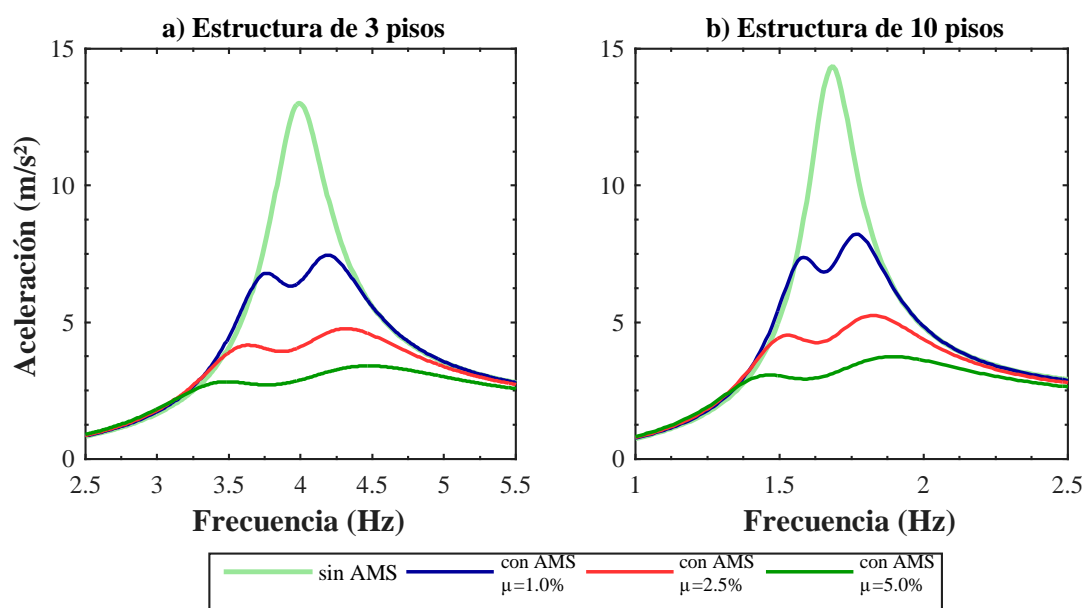 a) Estructura de 3 pisos
b) Estructura de 10 pisos
Aceleración (m/s²)
15
10
5
0
2.5 3 3.5 4 4.5 5 5.5
Frecuencia (Hz)
15
10
5
0
1 1.5 2 2.5
Frecuencia (Hz)
sin AMS
con AMS
µ=1.0%
con AMS
µ=2.5%
con AMS
µ=5.0%